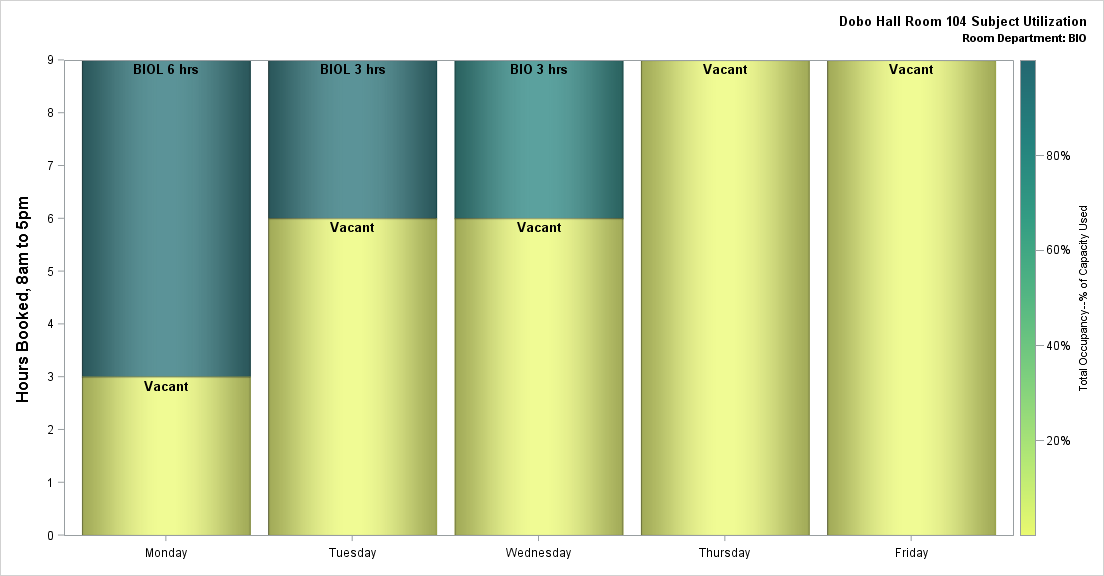 Dobo Hall Room 104 Subject Utilization
Room Department: BIO
Hours Booked, 8am to 5pm
9
8
7
6
5
4
3
2
1
0
BIOL 6 hrs
Vacant
BIOL 3 hrs
Vacant
BIO 3 hrs
Vacant
Vacant
Vacant
Monday
Tuesday
Wednesday
Thursday
Friday
80%
60%
40%
20%
Total Occupancy--% of Capacity Used